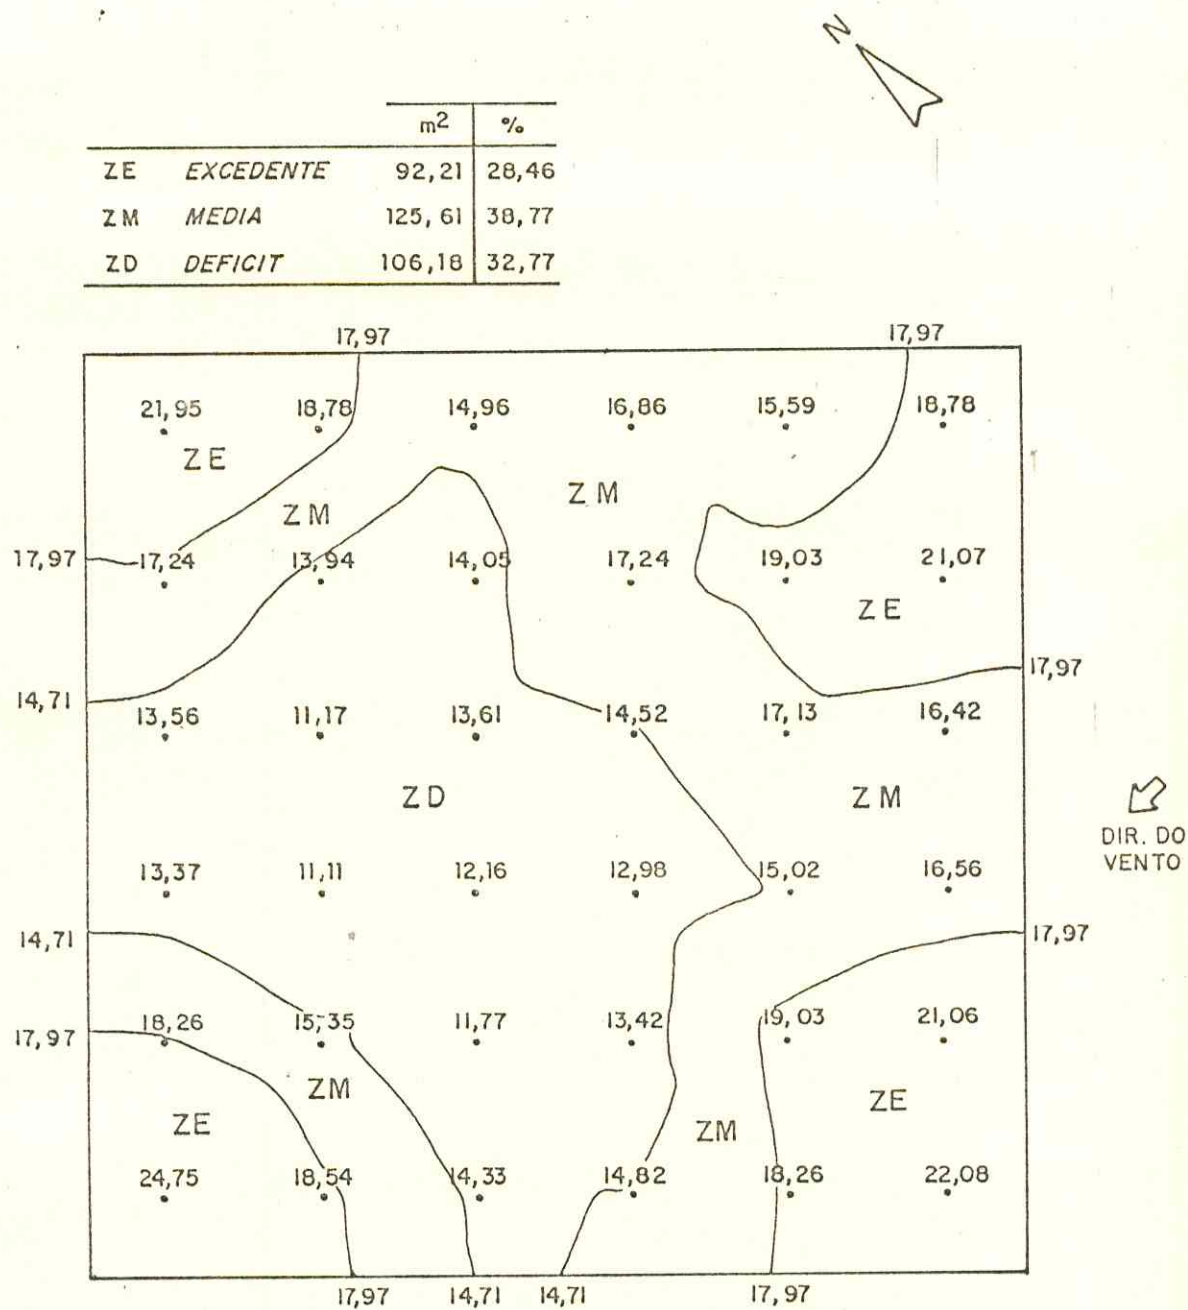 N
m² %
ZE EXCEDENTE 92,21 28,46
ZM MEDIA 125,61 38,77
ZD DEFICIT 106,18 32,77
17,97 17,97
21,95 18,78 14,96 16,86 15,59 18,78
ZE
ZM
ZM
17,97 17,24 13,94 14,05 17,24 19,03 21,07
ZE
17,97
14,71
13,56 11,17 13,61 14,52 17,13 16,42
ZD ZM
DIR. DO
VENTO
13,37 11,11 12,16 12,98 15,02 16,56
14,71 17,97
18,26 15,35 11,77 13,42 19,03 21,06
17,97
ZM
ZE
ZE
ZM
24,75 18,54 14,33 14,82 18,26 22,08
17,97 14,71 14,71 17,97